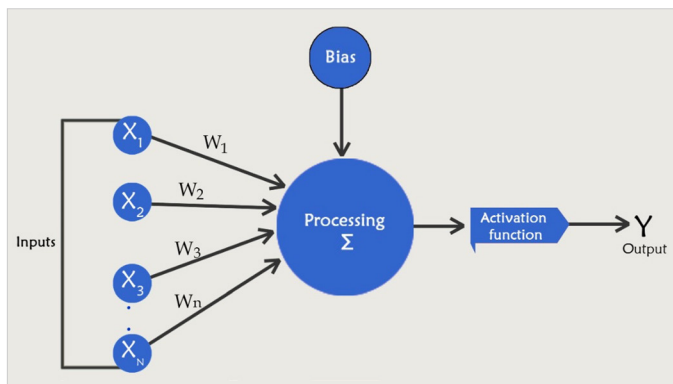 Bias
X1
W1
X2
W2
Inputs
Processing
Σ
Activation
function
Y
Output
W3
X3
Wn
XN